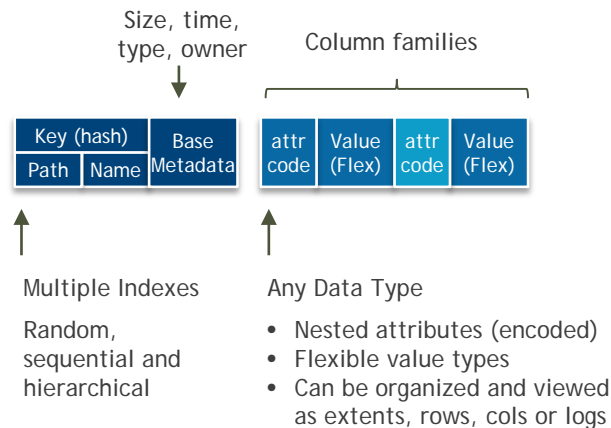 Size, time,
type, owner
Column families
Key (hash)
Path
Name
Base
Metadata
attr
code
Value
(Flex)
attr
code
Value
(Flex)
Multiple Indexes
Random,
sequential and
hierarchical
Any Data Type
• Nested attributes (encoded)
• Flexible value types
• Can be organized and viewed
as extents, rows, cols or logs